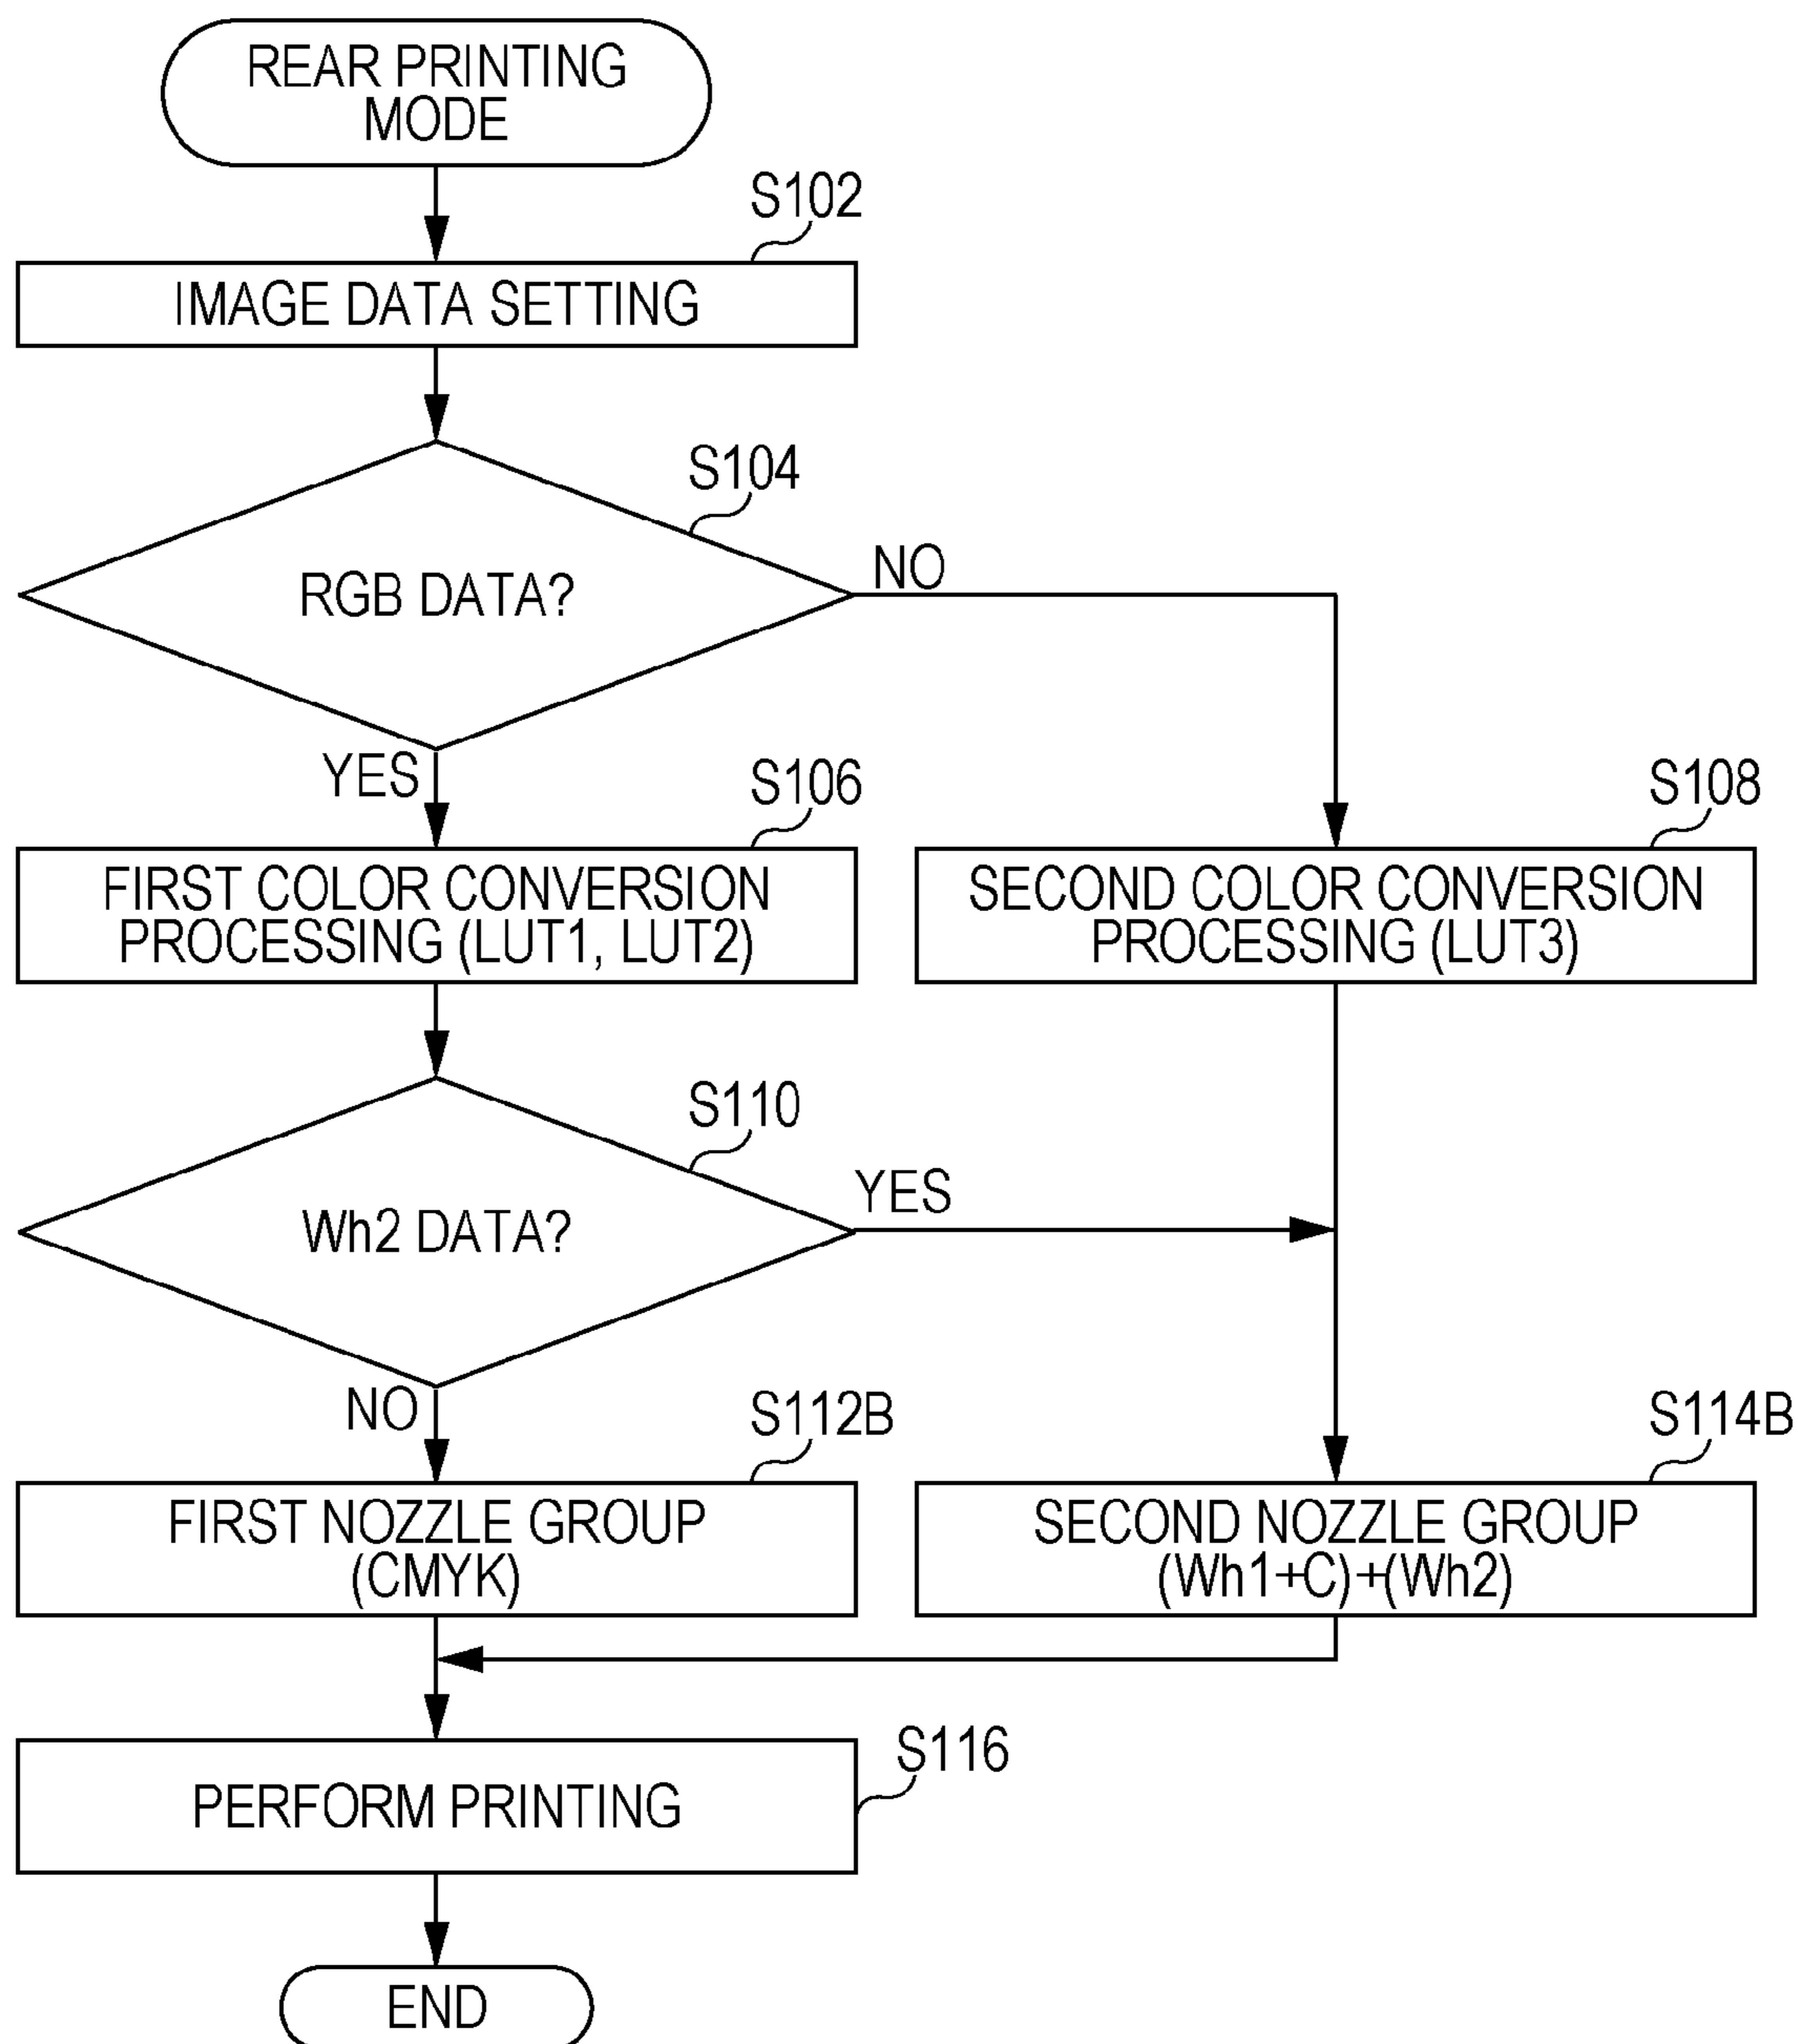 REAR PRINTING
MODE
S102
IMAGE DATA SETTING
S104
RGB DATA?
NO
YES
S106
S108
FIRST COLOR CONVERSION
PROCESSING (LUT1, LUT2)
SECOND COLOR CONVERSION
PROCESSING (LUT3)
S110
Wh2 DATA?
YES
NO
S112B
S114B
FIRST NOZZLE GROUP
(CMYK)
SECOND NOZZLE GROUP
(Wh1+C)+(Wh2)
S116
PERFORM PRINTING
END